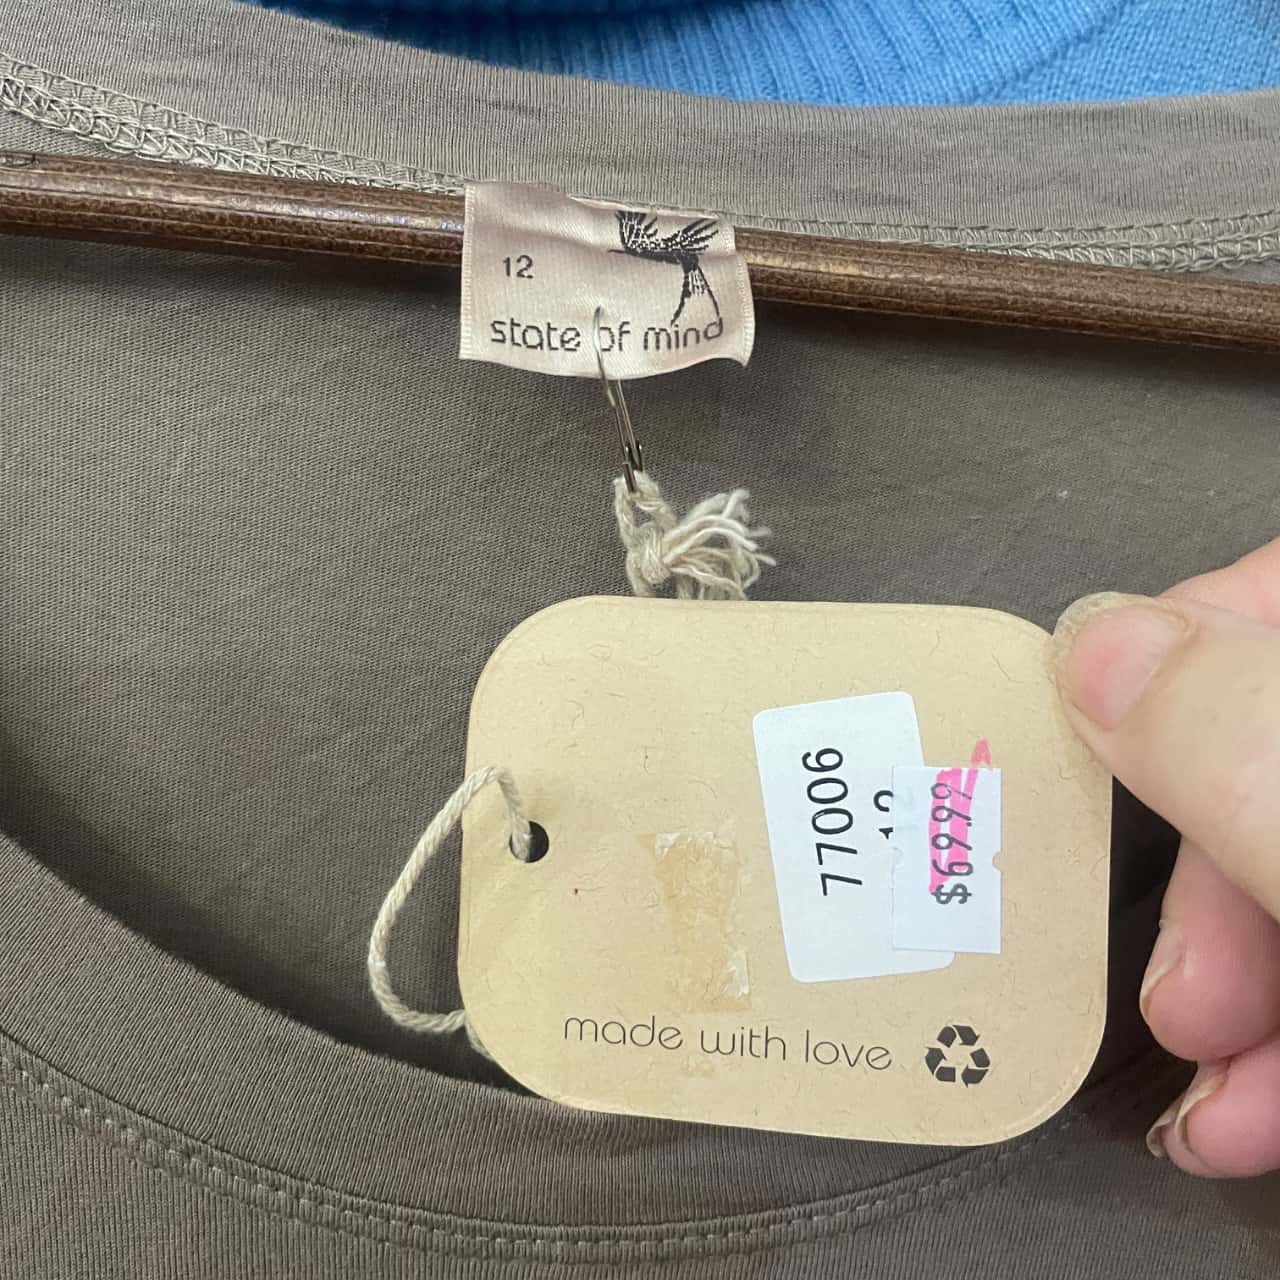 12
state of mind
77006
$69.99
made with love